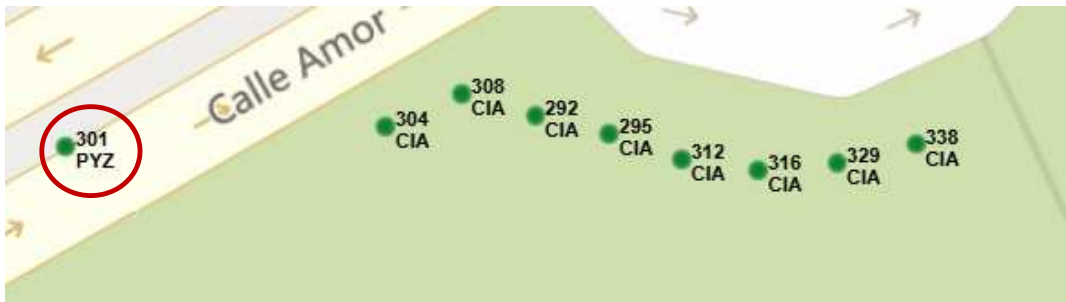 Calle Amor
301
PYZ
304
CIA
308
CIA
292
CIA
295
CIA
312
CIA
316
CIA
329
CIA
338
CIA